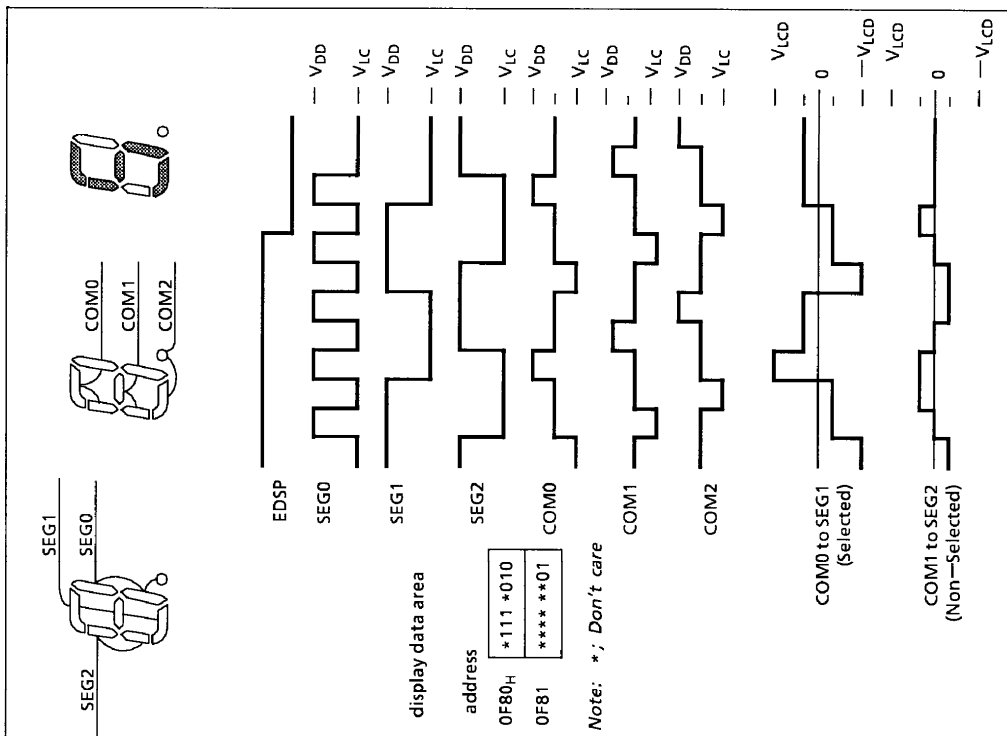 SEG1
SEG0
SEG2
COM0
COM1
COM2
display data area
address
0F80H *111 *010
0F81 **** **01
Note: *; Don't care
EDSP
SEG0
VDD
VLC
SEG1
VDD
VLC
SEG2
VDD
VLC
COM0
VDD
VLC
COM1
VDD
VLC
COM2
VDD
VLC
COM0 to SEG1
(Selected)
VLCD
0
—VLCD
COM1 to SEG2
(Non—Selected)
VLCD
0
—VLCD